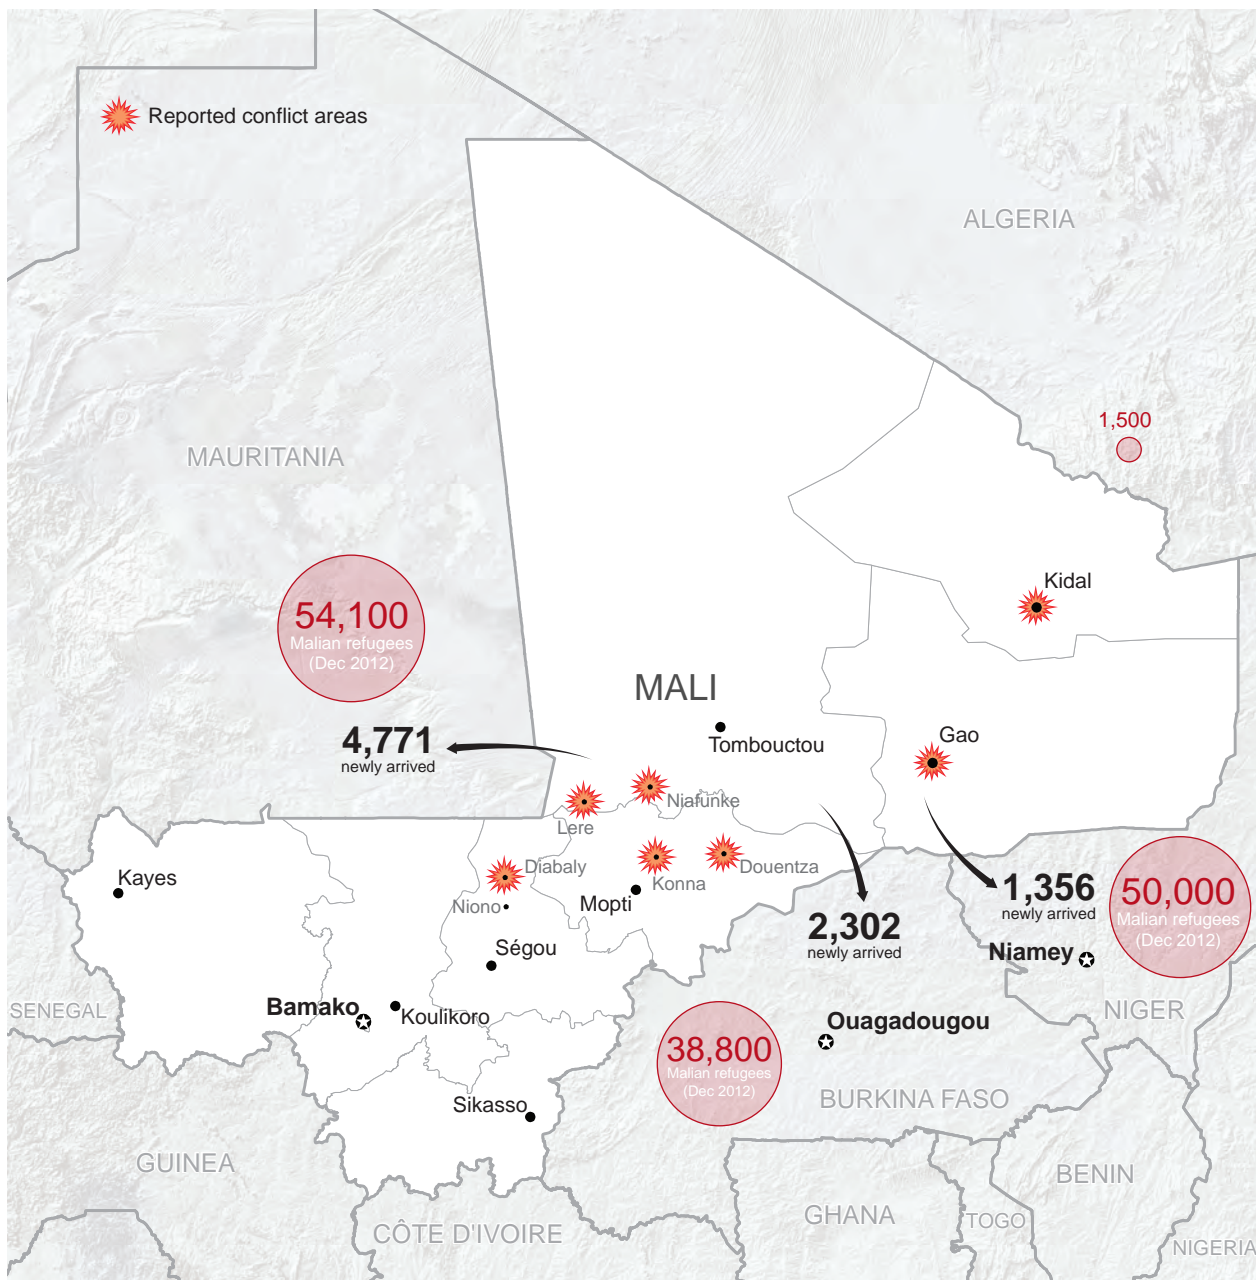 Reported conflict areas
ALGERIA
1,500
MAURITANIA
Kidal
54,100
Malian refugees
(Dec 2012)
MALI
4,771
newly arrived
Tombouctou
Gao
Niafunke
Lere
Diabaly
Konna
Douentza
Kayes
Niono
Mopti
1,356
newly arrived
50,000
Malian refugees
(Dec 2012)
2,302
newly arrived
Niamey
Ségou
SENEGAL
Bamako
Koulikoro
NIGER
Ouagadougou
38,800
Malian refugees
(Dec 2012)
BURKINA FASO
Sikasso
GUINEA
BENIN
GHANA
TOGO
CÔTE D'IVOIRE
NIGERIA